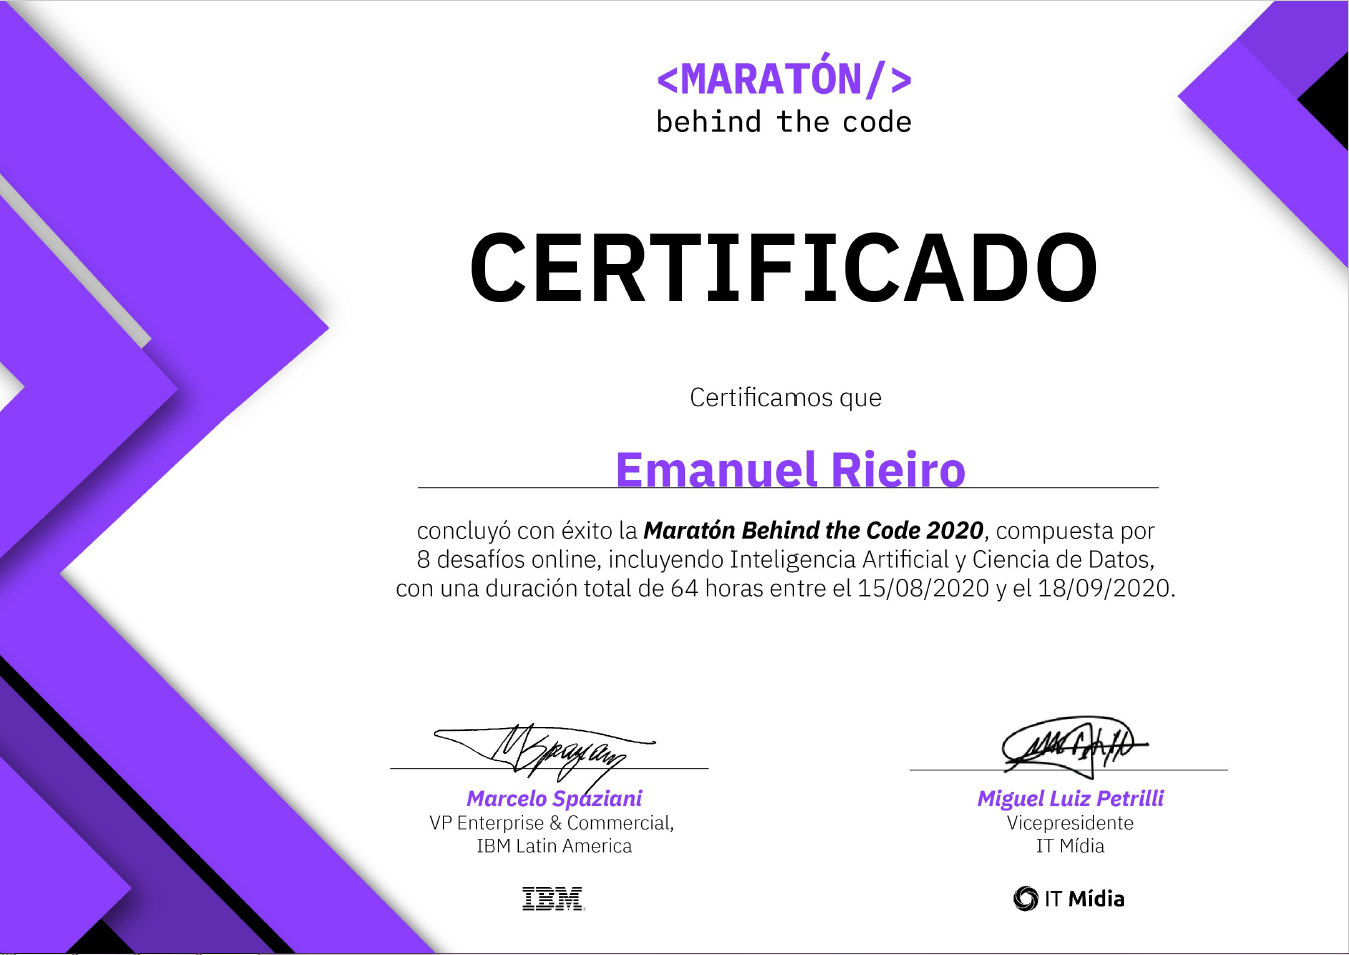 <MARATÓN/>
behind the code
CERTIFICADO
Certificamos que
Emanuel Rieiro
concluyó con éxito la Maratón Behind the Code 2020, compuesta por
8 desafíos online, incluyendo Inteligencia Artificial y Ciencia de Datos,
con una duración total de 64 horas entre el 15/08/2020 y el 18/09/2020.
Marcelo Spaziani
VP Enterprise & Commercial,
IBM Latin America
IBM
Miguel Luiz Petrilli
Vicepresidente
IT Mídia
IT Mídia